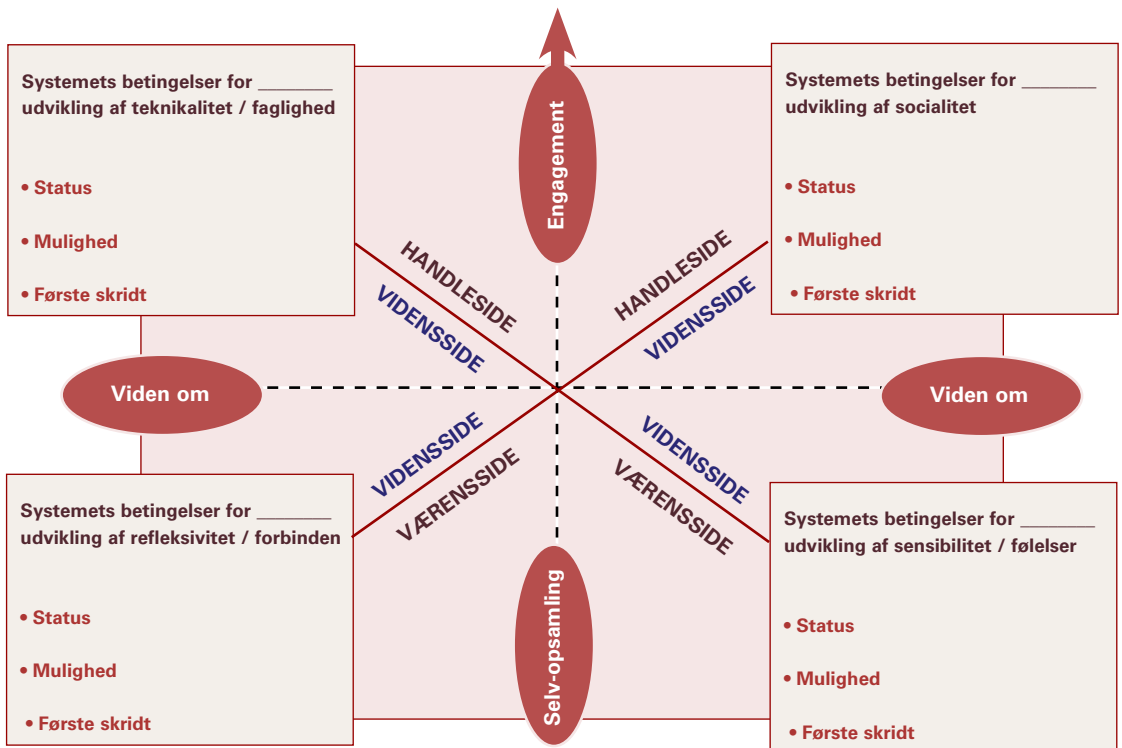 Systemets betingelser for ________
udvikling af teknikalitet / faglighed
• Status
• Mulighed
• Første skridt
Engagement
Systemets betingelser for ________
udvikling af socialitet
• Status
• Mulighed
• Første skridt
HANDLESIDE
VIDENSSIDE
HANDLESIDE
VIDENSSIDE
Viden om
Viden om
VIDENSSIDE
VÆRENSSIDE
VIDENSSIDE
VÆRENSSIDE
Systemets betingelser for ________
udvikling af refleksivitet / forbinden
• Status
• Mulighed
• Første skridt
Selv-opsamling
Systemets betingelser for ________
udvikling af sensibilitet / følelser
• Status
• Mulighed
• Første skridt